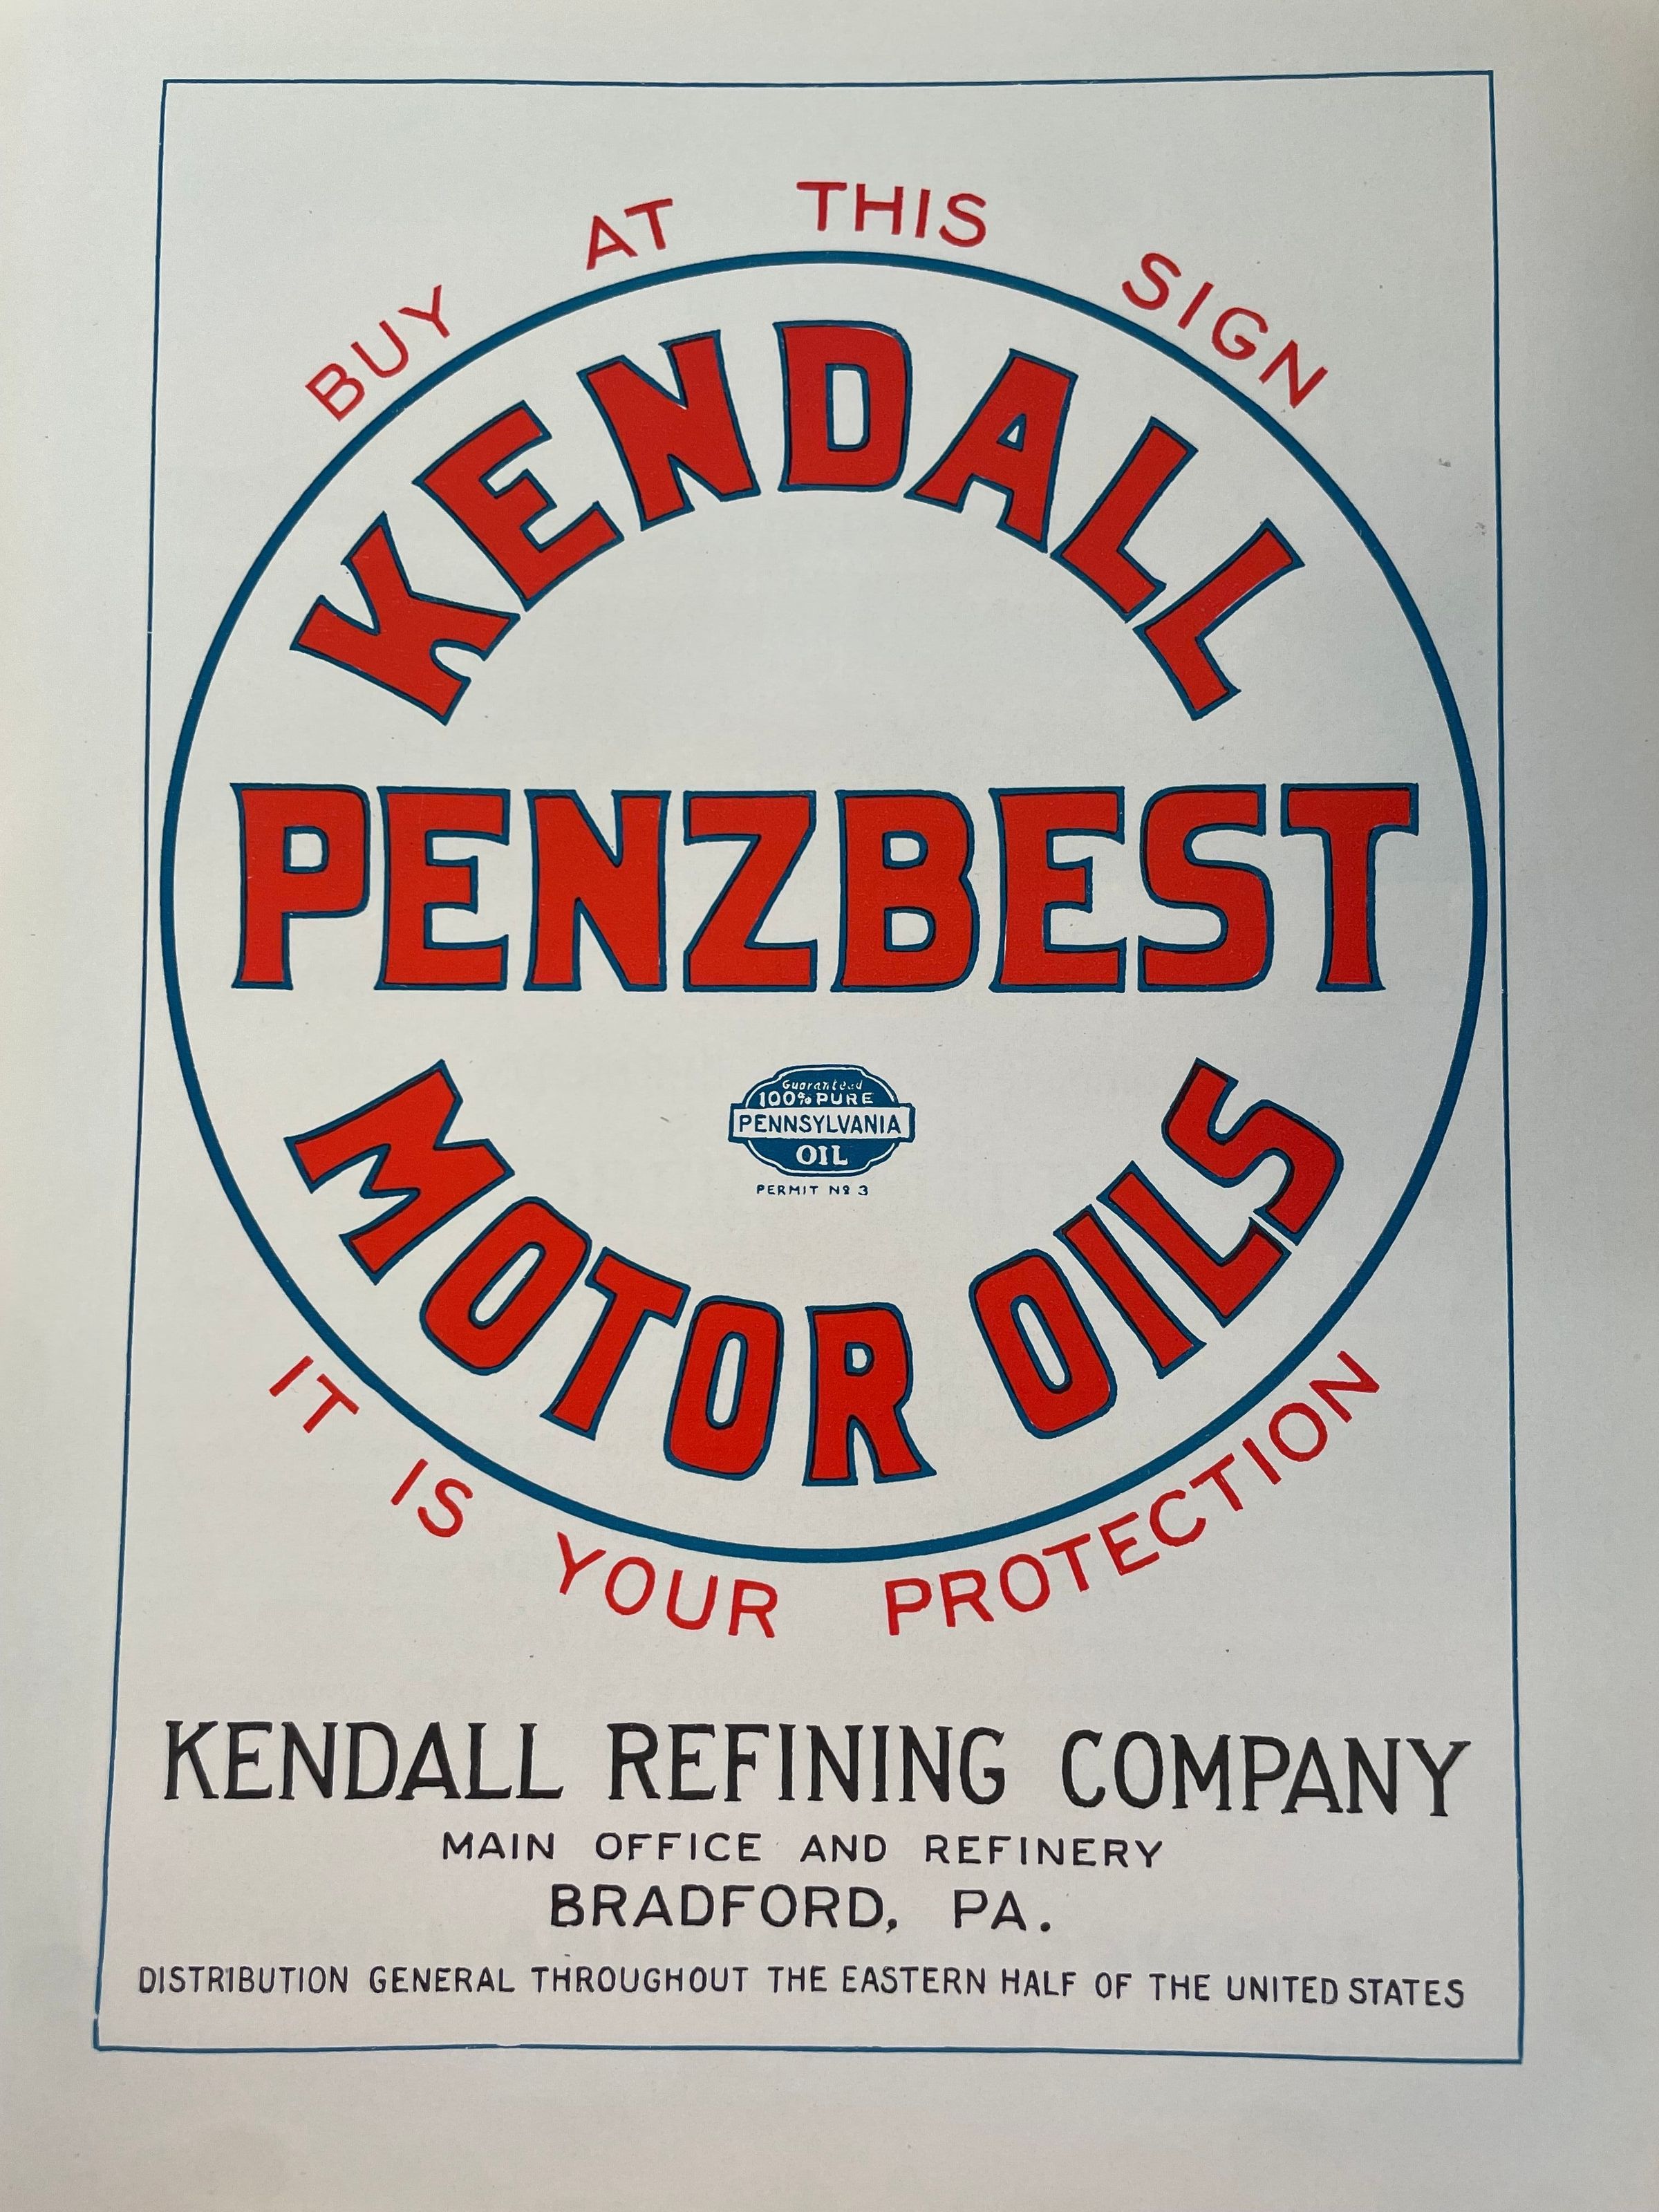 BUY AT THIS SIGN
KENDALL
PENZBEST
Guaranteed
100% PURE
PENNSYLVANIA
OIL
PERMIT Nº 3
MOTOR OILS
IT IS YOUR PROTECTION
KENDALL REFINING COMPANY
MAIN OFFICE AND REFINERY
BRADFORD, PA.
DISTRIBUTION GENERAL THROUGHOUT THE EASTERN HALF OF THE UNITED STATES